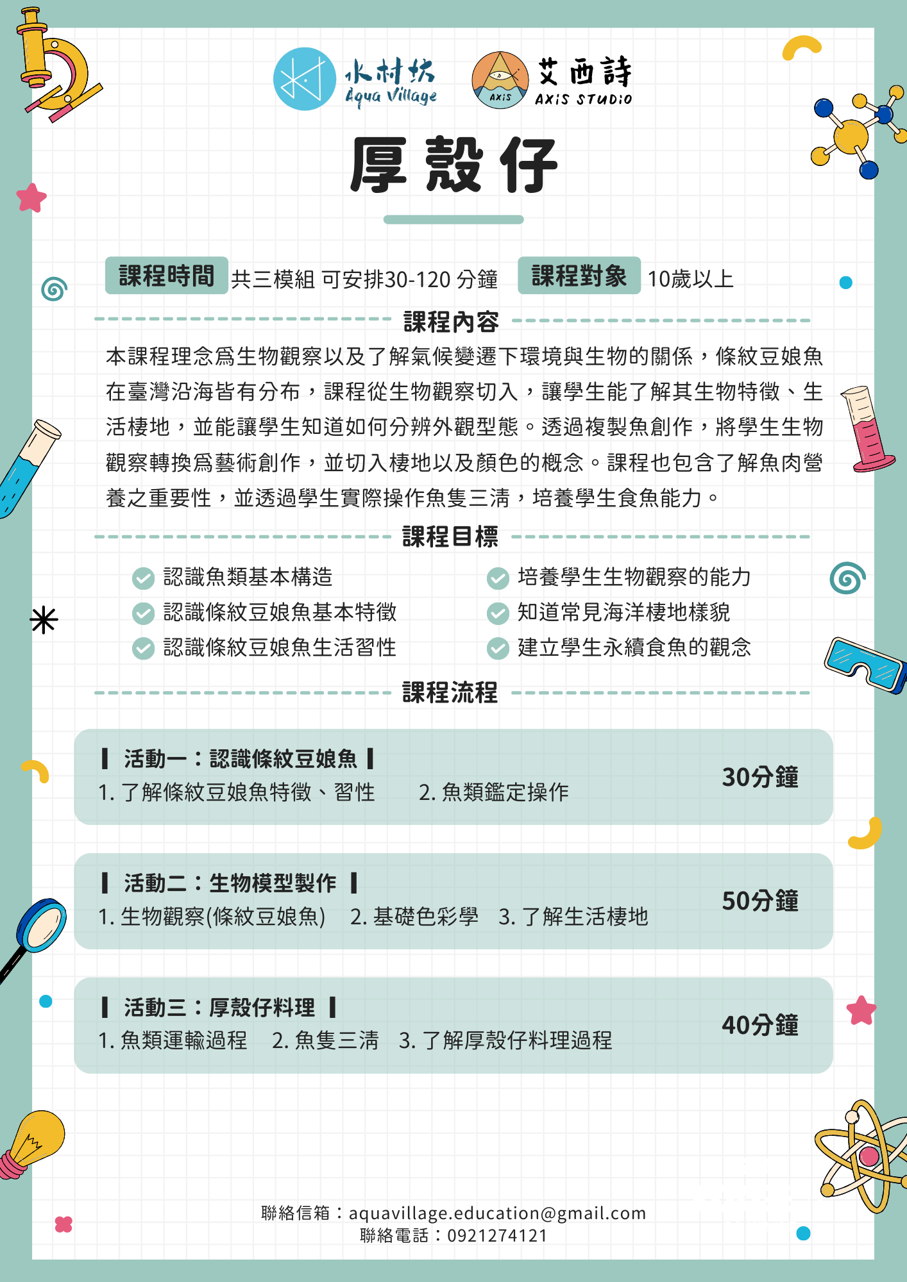 水村坎 艾西詩
Aqua Village AXiS STUDiO
AXiS
厚殼仔
課程時間 共三模組 可安排30-120 分鐘 課程對象 10歲以上
課程內容
本課程理念為生物觀察以及了解氣候變遷下環境與生物的關係，條紋豆娘魚
在臺灣沿海皆有分布，課程從生物觀察切入，讓學生能了解其生物特徵、生
活棲地，並能讓學生知道如何分辨外觀型態。透過複製魚創作，將學生生物
觀察轉換為藝術創作，並切入棲地以及顏色的概念。課程也包含了解魚肉營
養之重要性，並透過學生實際操作魚隻三清，培養學生食魚能力。
課程目標
認識魚類基本構造 培養學生生物觀察的能力
認識條紋豆娘魚基本特徵 知道常見海洋棲地樣貌
認識條紋豆娘魚生活習性 建立學生永續食魚的觀念
課程流程
▎活動一：認識條紋豆娘魚▎
1. 了解條紋豆娘魚特徵、習性 2. 魚類鑑定操作 30分鐘
▎活動二：生物模型製作▎
1. 生物觀察(條紋豆娘魚) 2. 基礎色彩學 3. 了解生活棲地 50分鐘
▎活動三：厚殼仔料理▎
1. 魚類運輸過程 2. 魚隻三清 3. 了解厚殼仔料理過程 40分鐘
聯絡信箱：aquavillage.education@gmail.com
聯絡電話：0921274121